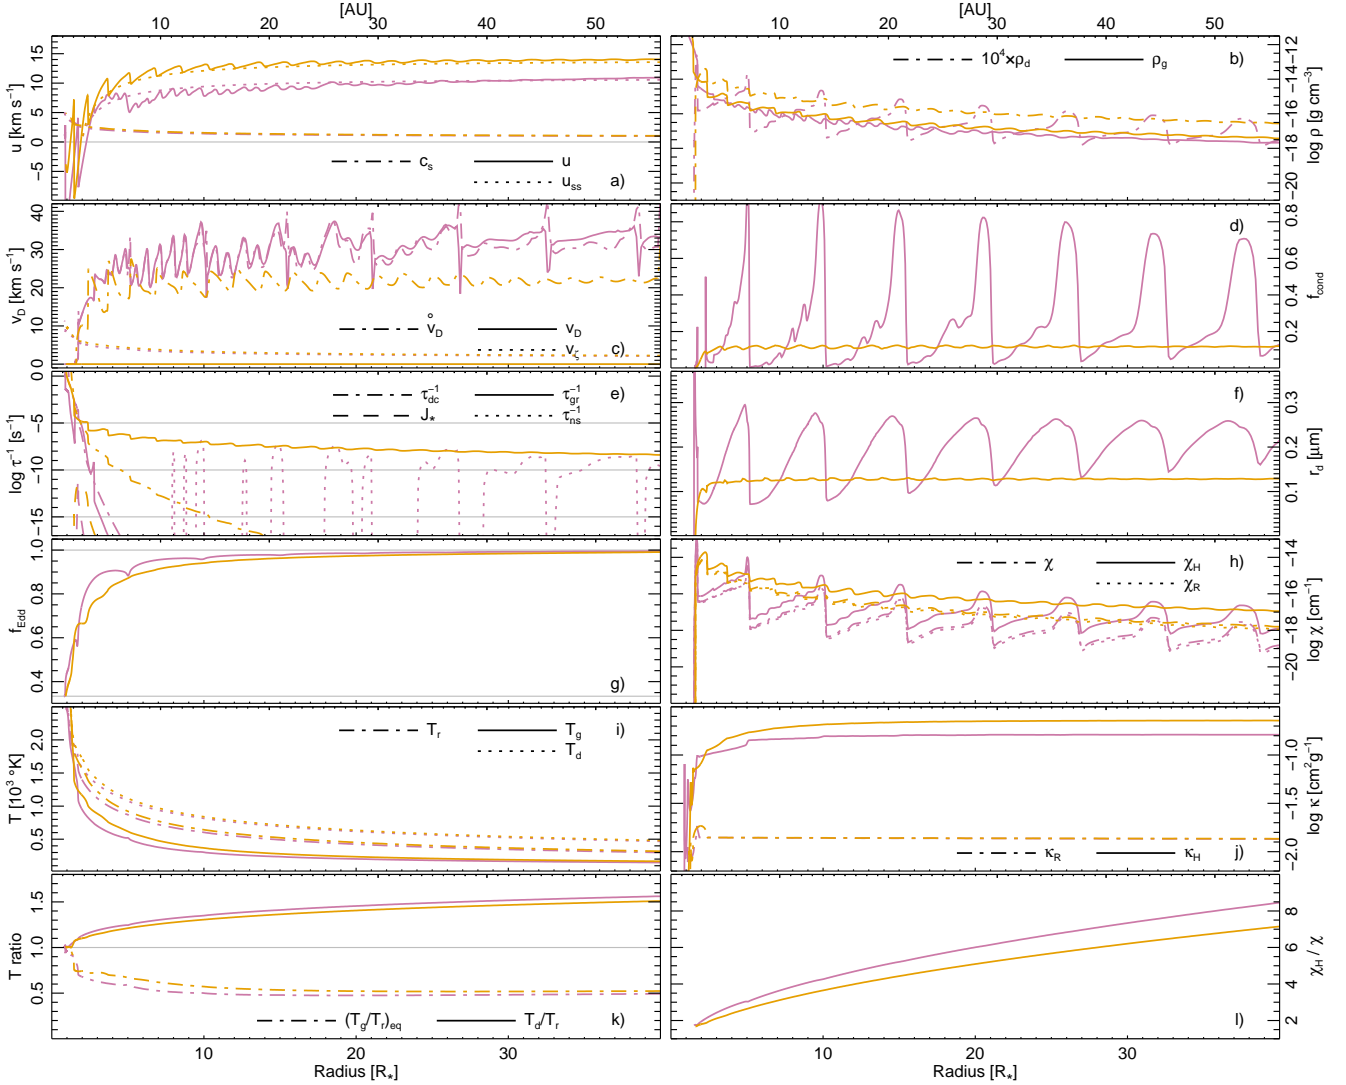 [AU] [AU]
10 20 30 40 50 10 20 30 40 50
15 10 5 0 −5
u [km s⁻¹]
c_s u
u_ss
a)
10⁴×ρ_d ρ_g b)
−12 −14 −16 −18 −20
log ρ [g cm⁻³]
40 30 20 10 0
v_D [km s⁻¹]
v̊_D v_D
v_ζ c)
d)
0.8 0.6 0.4 0.2
f_cond
0 −5 −10 −15
log τ⁻¹ [s⁻¹]
τ_dc⁻¹ τ_gr⁻¹ e)
J_* τ_ns⁻¹
f)
0.3 0.2 0.1
r_d [μm]
1.0 0.8 0.6 0.4
f_Edd
g)
χ χ_H h)
χ_R
−14 −16 −18 −20
log χ [cm⁻¹]
2.0 1.5 1.0 0.5
T [10³ °K]
T_r T_g i)
T_d
−1.0 −1.5 −2.0
log κ [cm²g⁻¹]
κ_R κ_H j)
1.5 1.0 0.5
T ratio
(T_g/T_r)_eq T_d/T_r k)
8 6 4 2
χ_H / χ
l)
10 20 30 10 20 30
Radius [R_*] Radius [R_*]